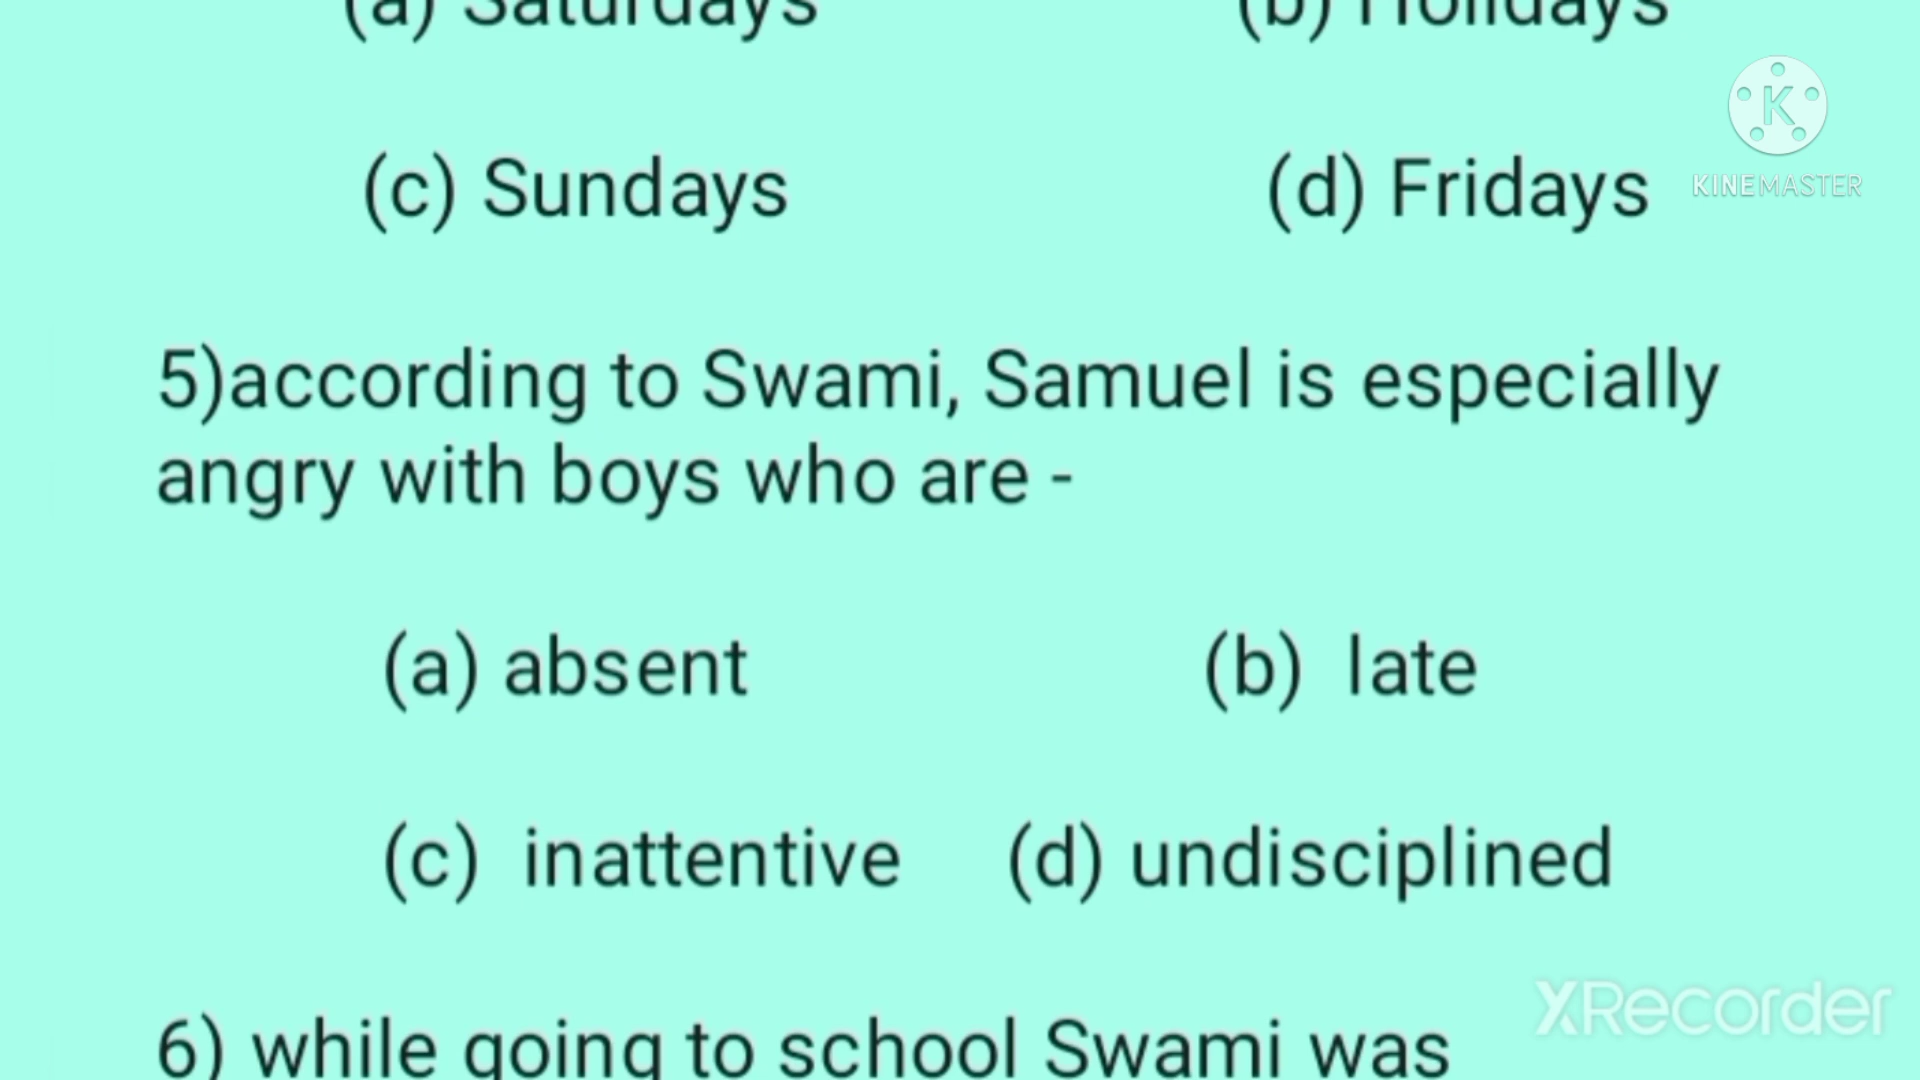 (a) Saturdays (b) Holidays
(c) Sundays (d) Fridays
KINEMASTER
5)according to Swami, Samuel is especially
angry with boys who are -
(a) absent (b) late
(c) inattentive (d) undisciplined
XRecorder
6) while going to school Swami was